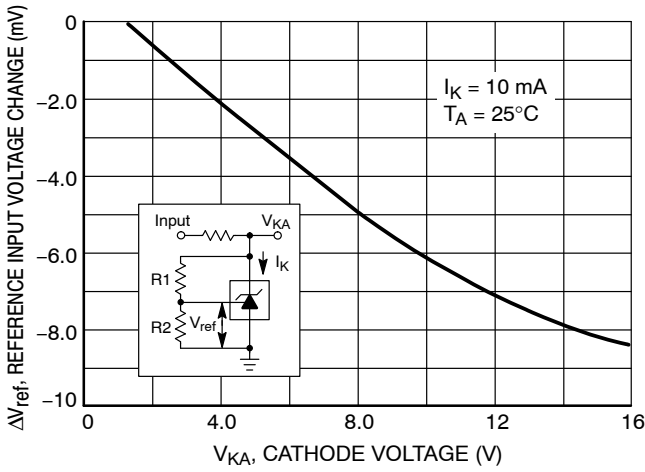 ΔVref, REFERENCE INPUT VOLTAGE CHANGE (mV)
0
−2.0
−4.0
−6.0
−8.0
−10
IK = 10 mA
TA = 25°C
Input
VKA
IK
R1
R2
Vref
0
4.0
8.0
12
16
VKA, CATHODE VOLTAGE (V)